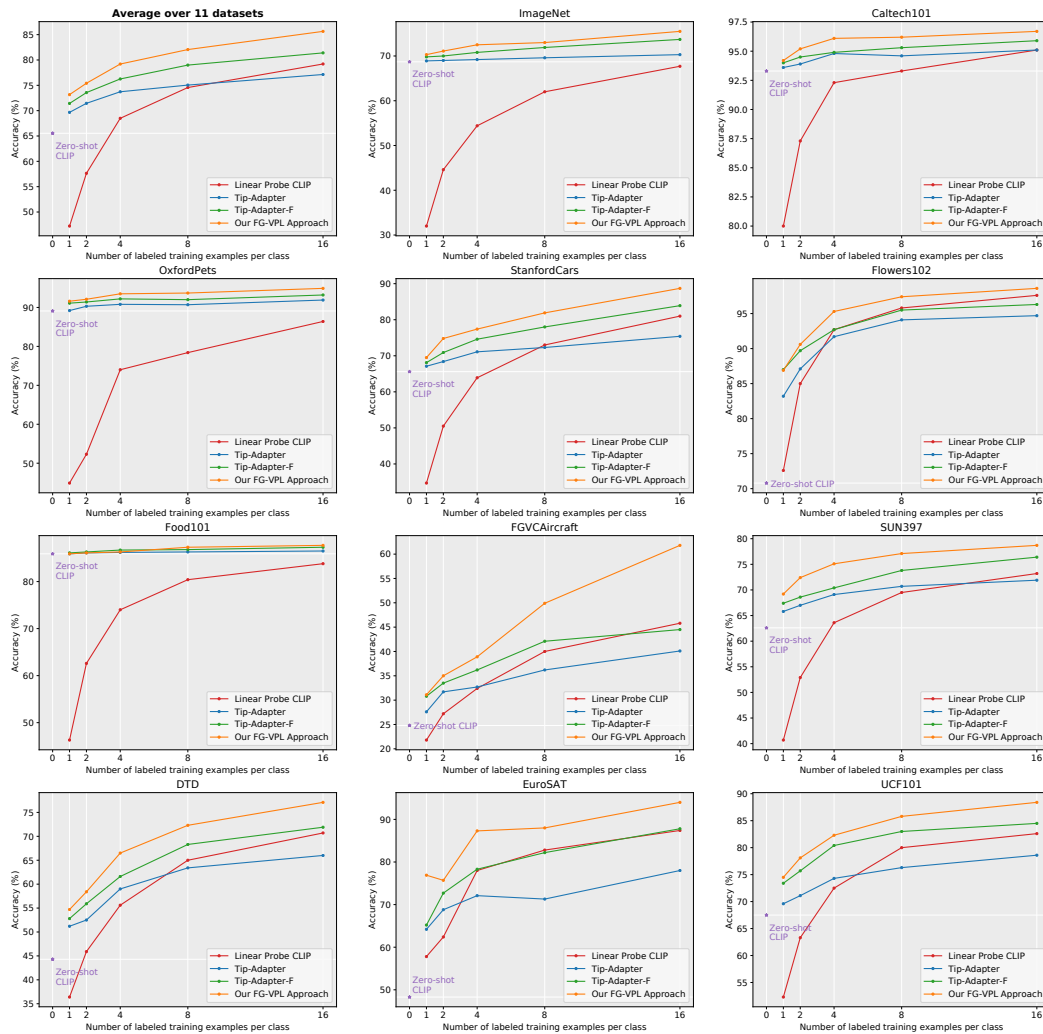 Average over 11 datasets
Accuracy (%)
85
80
75
70
65
60
55
50
Zero-shot
CLIP
Linear Probe CLIP
Tip-Adapter
Tip-Adapter-F
Our FG-VPL Approach
0 1 2 4 8 16
Number of labeled training examples per class
ImageNet
Accuracy (%)
70
60
50
40
30
Zero-shot
CLIP
Linear Probe CLIP
Tip-Adapter
Tip-Adapter-F
Our FG-VPL Approach
0 1 2 4 8 16
Number of labeled training examples per class
Caltech101
Accuracy (%)
97.5
95.0
92.5
90.0
87.5
85.0
82.5
80.0
Zero-shot
CLIP
Linear Probe CLIP
Tip-Adapter
Tip-Adapter-F
Our FG-VPL Approach
0 1 2 4 8 16
Number of labeled training examples per class
OxfordPets
Accuracy (%)
90
80
70
60
50
Zero-shot
CLIP
Linear Probe CLIP
Tip-Adapter
Tip-Adapter-F
Our FG-VPL Approach
0 1 2 4 8 16
Number of labeled training examples per class
StanfordCars
Accuracy (%)
90
80
70
60
50
40
Zero-shot
CLIP
Linear Probe CLIP
Tip-Adapter
Tip-Adapter-F
Our FG-VPL Approach
0 1 2 4 8 16
Number of labeled training examples per class
Flowers102
Accuracy (%)
95
90
85
80
75
70
Zero-shot CLIP
Linear Probe CLIP
Tip-Adapter
Tip-Adapter-F
Our FG-VPL Approach
0 1 2 4 8 16
Number of labeled training examples per class
Food101
Accuracy (%)
80
70
60
50
Zero-shot
CLIP
Linear Probe CLIP
Tip-Adapter
Tip-Adapter-F
Our FG-VPL Approach
0 1 2 4 8 16
Number of labeled training examples per class
FGVCAircraft
Accuracy (%)
60
55
50
45
40
35
30
25
20
Zero-shot CLIP
Linear Probe CLIP
Tip-Adapter
Tip-Adapter-F
Our FG-VPL Approach
0 1 2 4 8 16
Number of labeled training examples per class
SUN397
Accuracy (%)
80
75
70
65
60
55
50
45
40
Zero-shot
CLIP
Linear Probe CLIP
Tip-Adapter
Tip-Adapter-F
Our FG-VPL Approach
0 1 2 4 8 16
Number of labeled training examples per class
DTD
Accuracy (%)
75
70
65
60
55
50
45
40
35
Zero-shot
CLIP
Linear Probe CLIP
Tip-Adapter
Tip-Adapter-F
Our FG-VPL Approach
0 1 2 4 8 16
Number of labeled training examples per class
EuroSAT
Accuracy (%)
90
80
70
60
50
Zero-shot
CLIP
Linear Probe CLIP
Tip-Adapter
Tip-Adapter-F
Our FG-VPL Approach
0 1 2 4 8 16
Number of labeled training examples per class
UCF101
Accuracy (%)
90
85
80
75
70
65
60
55
Zero-shot
CLIP
Linear Probe CLIP
Tip-Adapter
Tip-Adapter-F
Our FG-VPL Approach
0 1 2 4 8 16
Number of labeled training examples per class